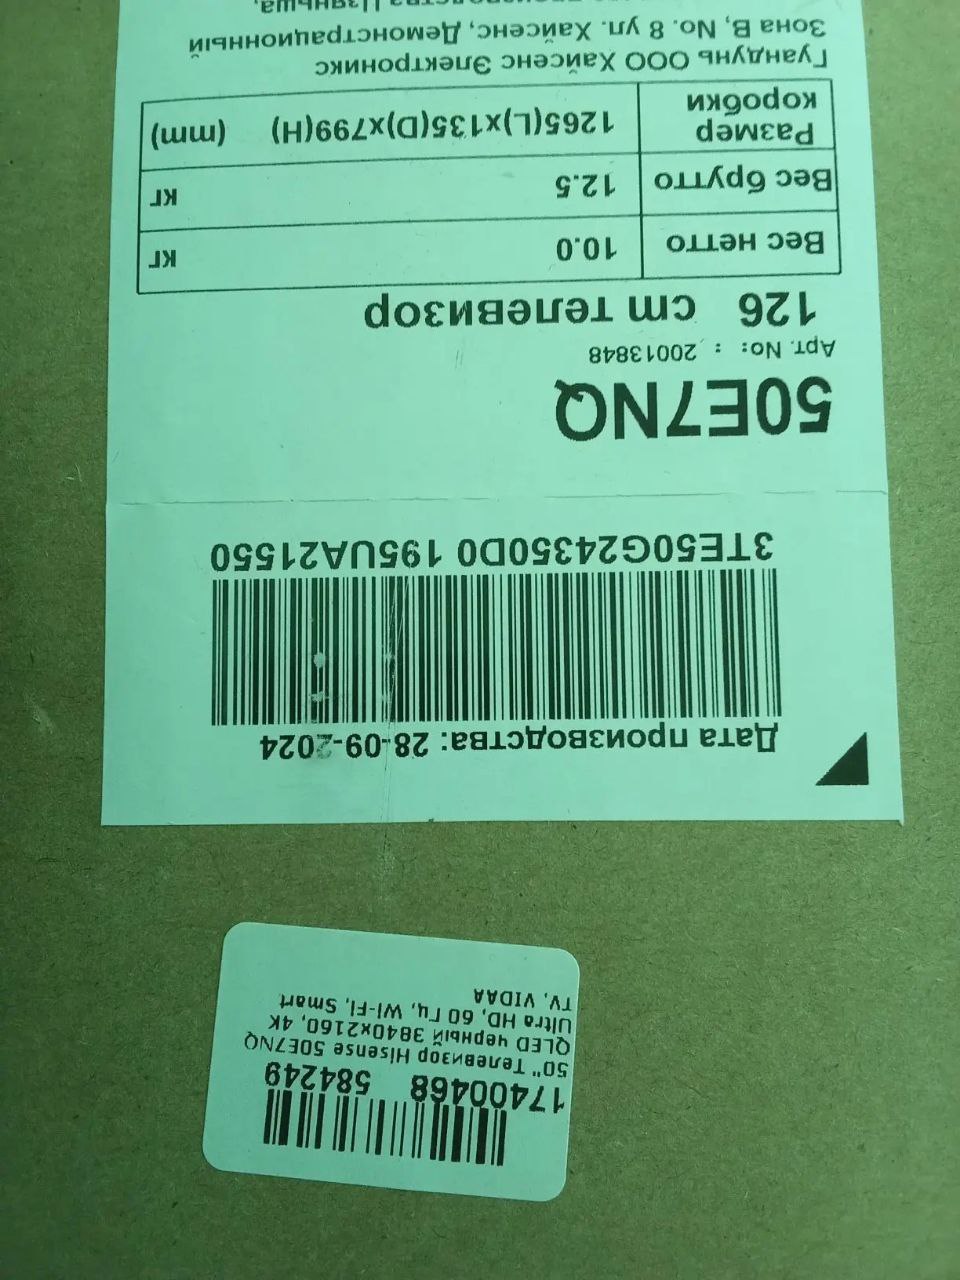 Дата производства: 28-09-2024
3TE50G24350D0 195UA21550
50E7NQ
Арт. No: : 20013848
126 cm телевизор
Вес нетто 10.0 кг
Вес брутто 12.5 кг
Размер коробки 1265(L)x135(D)x799(H) (mm)
Гуандунь ООО Хайсенс Электроникс
Зона B, No. 8 ул. Хайсенс, Демонстрационный
17400468 584249
50" Телевизор Hisense 50E7NQ
QLED черный 3840x2160, 4K
Ultra HD, 60 Гц, Wi-Fi, Smart
TV, VIDAA